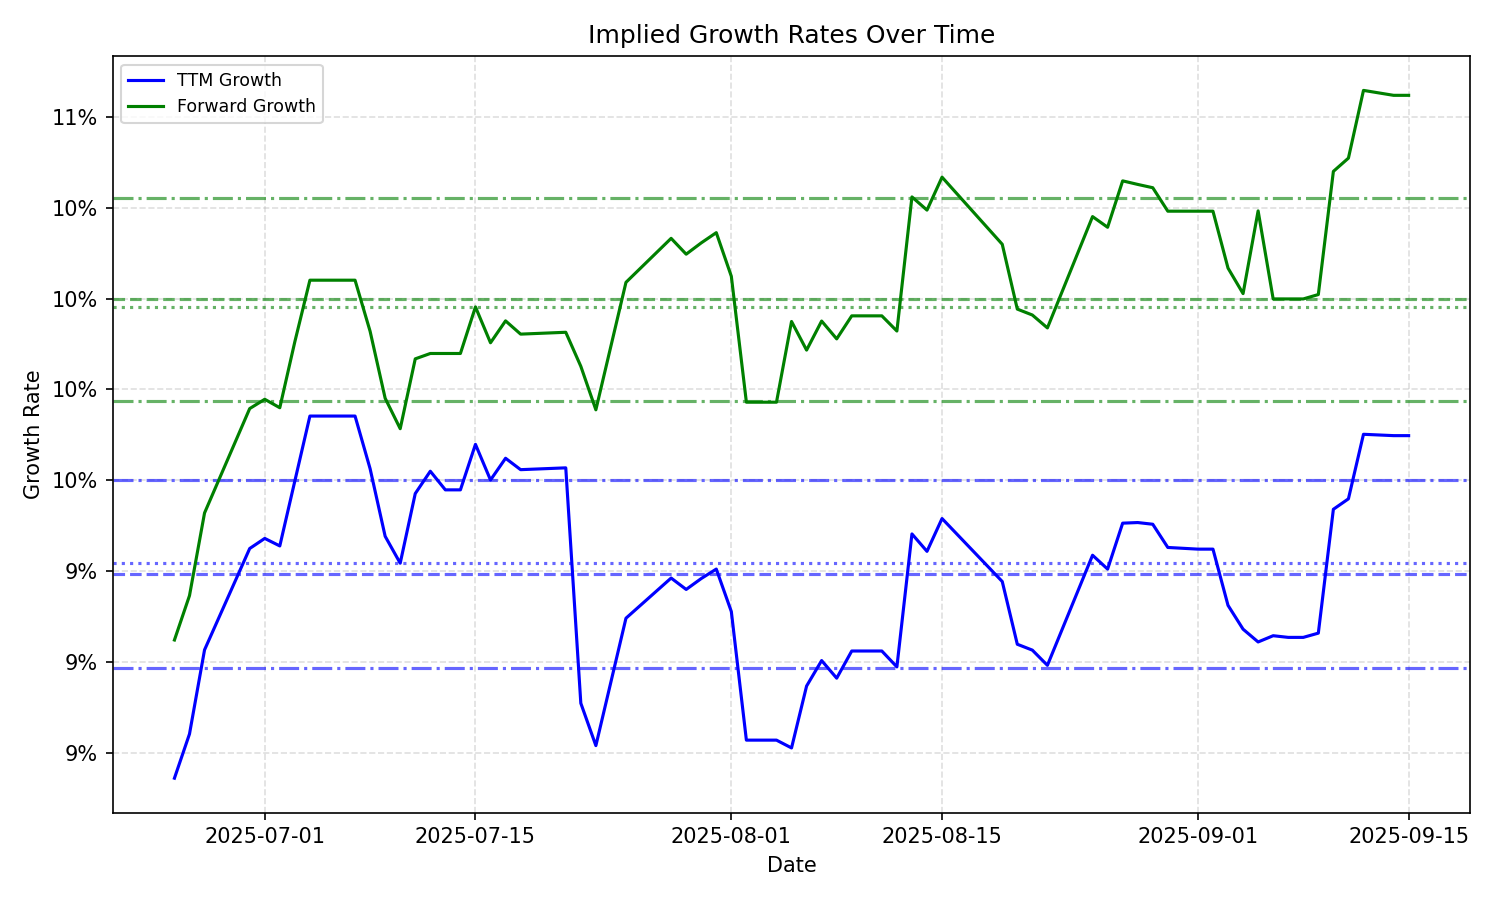 Implied Growth Rates Over Time
TTM Growth
Forward Growth
11%
10%
10%
10%
10%
9%
9%
9%
Growth Rate
2025-07-01
2025-07-15
2025-08-01
2025-08-15
2025-09-01
2025-09-15
Date